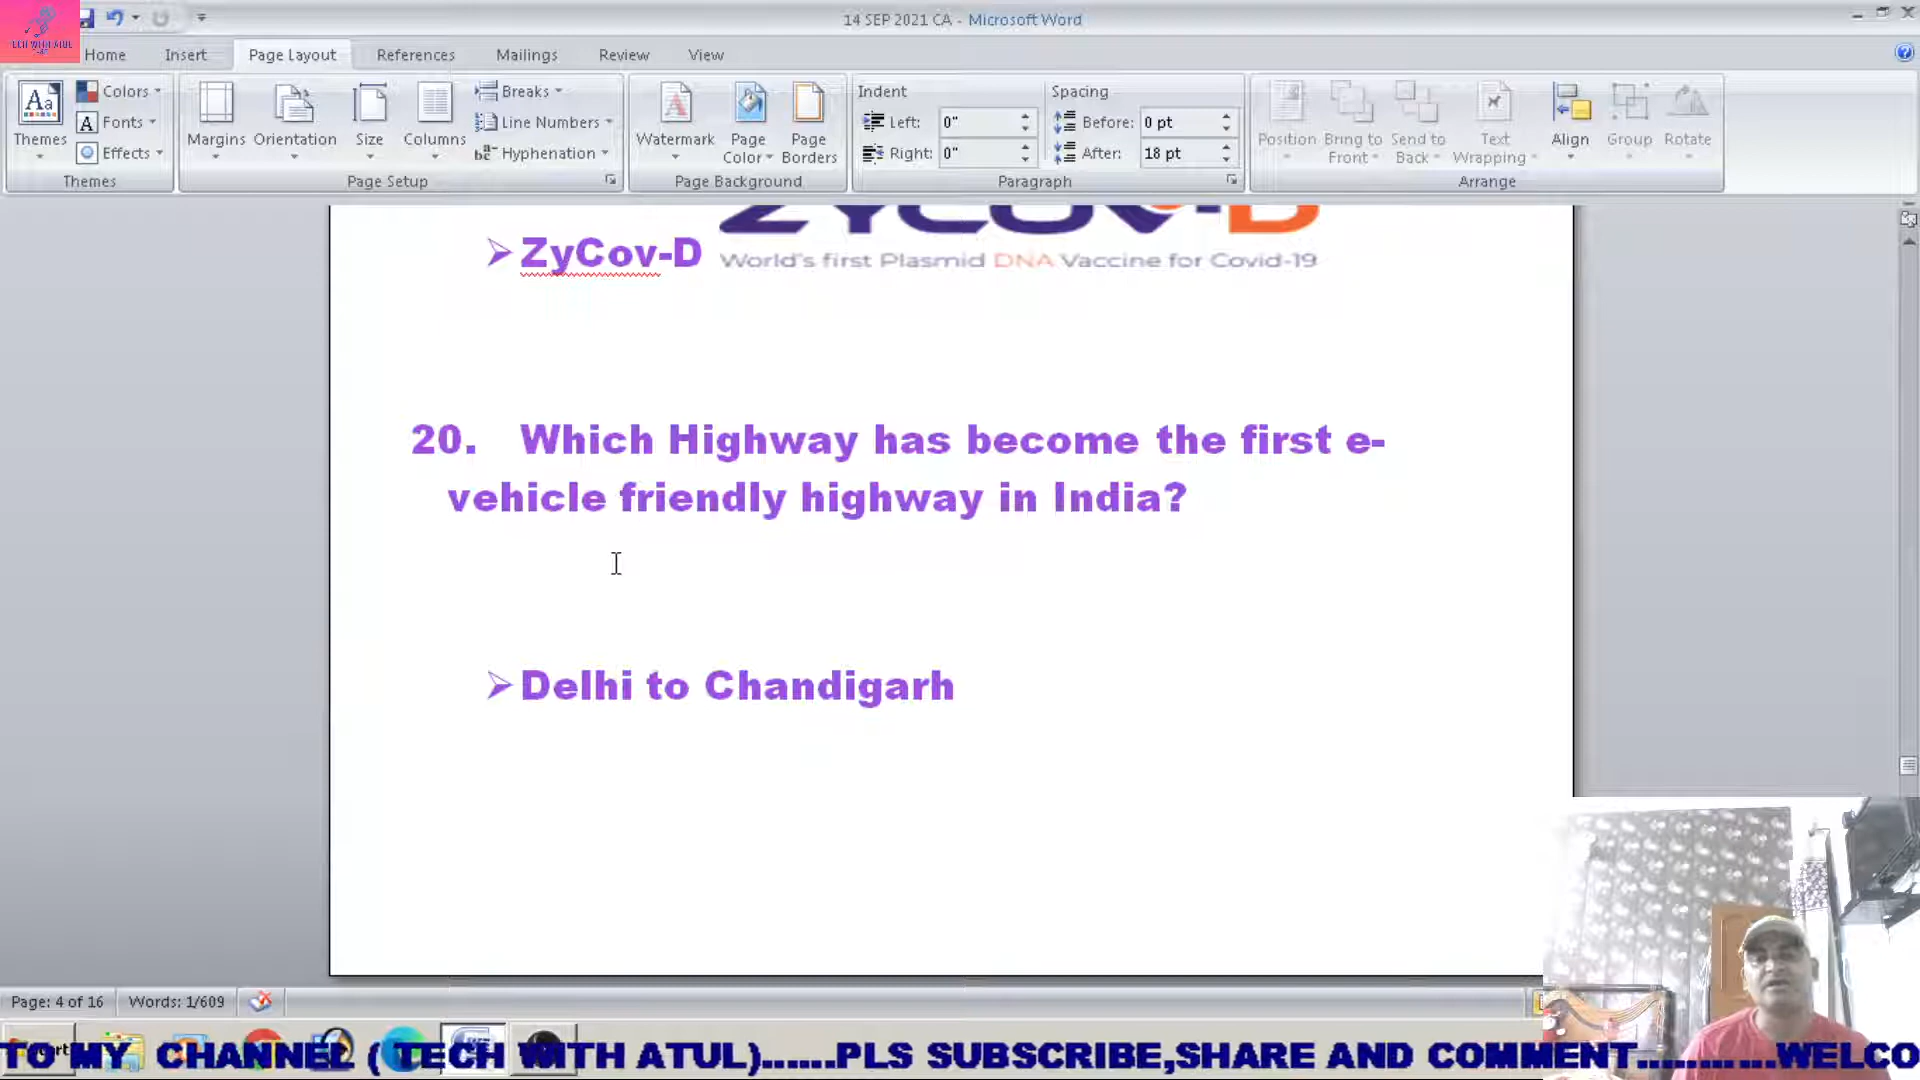 TECH WITH ATUL
14 SEP 2021 CA - Microsoft Word
Home Insert Page Layout References Mailings Review View
Themes
Colors
Fonts
Effects
Themes
Margins Orientation Size Columns
Breaks
Line Numbers
Hyphenation
Page Setup
Watermark Page Color Page Borders
Page Background
Indent
Left: 0"
Right: 0"
Spacing
Before: 0 pt
After: 18 pt
Paragraph
Position Bring to Front Send to Back Text Wrapping Align Group Rotate
Arrange
ZYCOV-D
➢ZyCov-D
World's first Plasmid DNA Vaccine for Covid-19
20. Which Highway has become the first e-
vehicle friendly highway in India?
➢Delhi to Chandigarh
Page: 4 of 16 Words: 1/609
TO MY CHANNEL ( TECH WITH ATUL)......PLS SUBSCRIBE,SHARE AND COMMENT..........WELCO